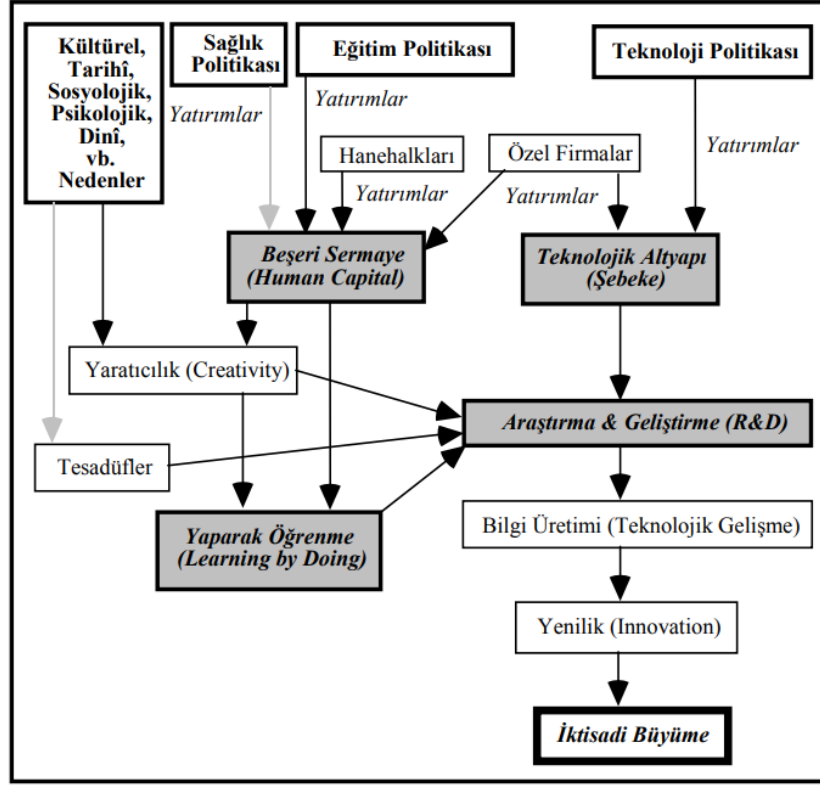 Kültürel,
Tarihî,
Sosyolojik,
Psikolojik,
Dinî,
vb.
Nedenler
Sağlık
Politikası
Yatırımlar
Eğitim Politikası
Yatırımlar
Teknoloji Politikası
Yatırımlar
Hanehalkları
Yatırımlar
Özel Firmalar
Yatırımlar
Beşeri Sermaye
(Human Capital)
Teknolojik Altyapı
(Şebeke)
Yaratıcılık (Creativity)
Araştırma & Geliştirme (R&D)
Tesadüfler
Yaparak Öğrenme
(Learning by Doing)
Bilgi Üretimi (Teknolojik Gelişme)
Yenilik (Innovation)
İktisadi Büyüme